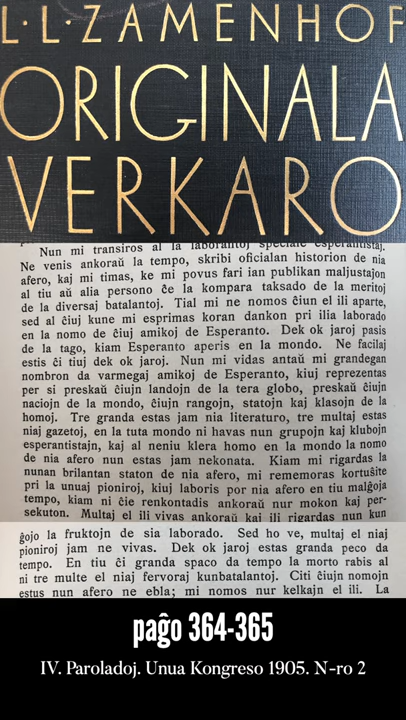 L·L·ZAMENHOF
ORIGINALA
VERKARO
Nun mi transiros al la laborantoj speciale esperantistaj.
Ne venis ankoraŭ la tempo, skribi oficialan historion de nia
afero, kaj mi timas, ke mi povus fari ian publikan maljustajon
al tiu aŭ alia persono ĉe la kompara taksado de la meritoj
de la diversaj batalantoj. Tial mi ne nomos ĉiun el ili aparte,
sed al ĉiuj kune mi esprimas koran dankon pri ilia laborado
en la nomo de ĉiuj amikoj de Esperanto. Dek ok jaroj pasis
de la tago, kiam Esperanto aperis en la mondo. Ne facilaj
estis ĉi tiuj dek ok jaroj. Nun mi vidas antaŭ mi grandegan
nombron da varmegaj amikoj de Esperanto, kiuj reprezentas
per si preskaŭ ĉiujn landojn de la tera globo, preskaŭ ĉiujn
naciojn de la mondo, ĉiujn rangojn, statojn kaj klasojn de la
homoj. Tre granda estas jam nia literaturo, tre multaj estas
niaj gazetoj, en la tuta mondo ni havas nun grupojn kaj klubojn
esperantistajn, kaj al neniu klera homo en la mondo la nomo
de nia afero nun estas jam nekonata. Kiam mi rigardas la
nunan brilantan staton de nia afero, mi rememoras kortuŝite
pri la unuaj pioniroj, kiuj laboris por nia afero en tiu malĝoja
tempo, kiam ni ĉie renkontadis ankoraŭ nur mokon kaj per-
sekuton. Multaj el ili vivas ankoraŭ kaj ili rigardas nun kun
ĝojo la fruktojn de sia laborado. Sed ho ve, multaj el niaj
pioniroj jam ne vivas. Dek ok jaroj estas granda peco da
tempo. En tiu ĉi granda spaco da tempo la morto rabis al
ni tre multe el niaj fervoraj kunbatalantoj. Citi ĉiujn nomojn
estus nun afero ne ebla; mi nomos nur kelkajn el ili. La
paĝo 364-365
IV. Paroladoj. Unua Kongreso 1905. N-ro 2